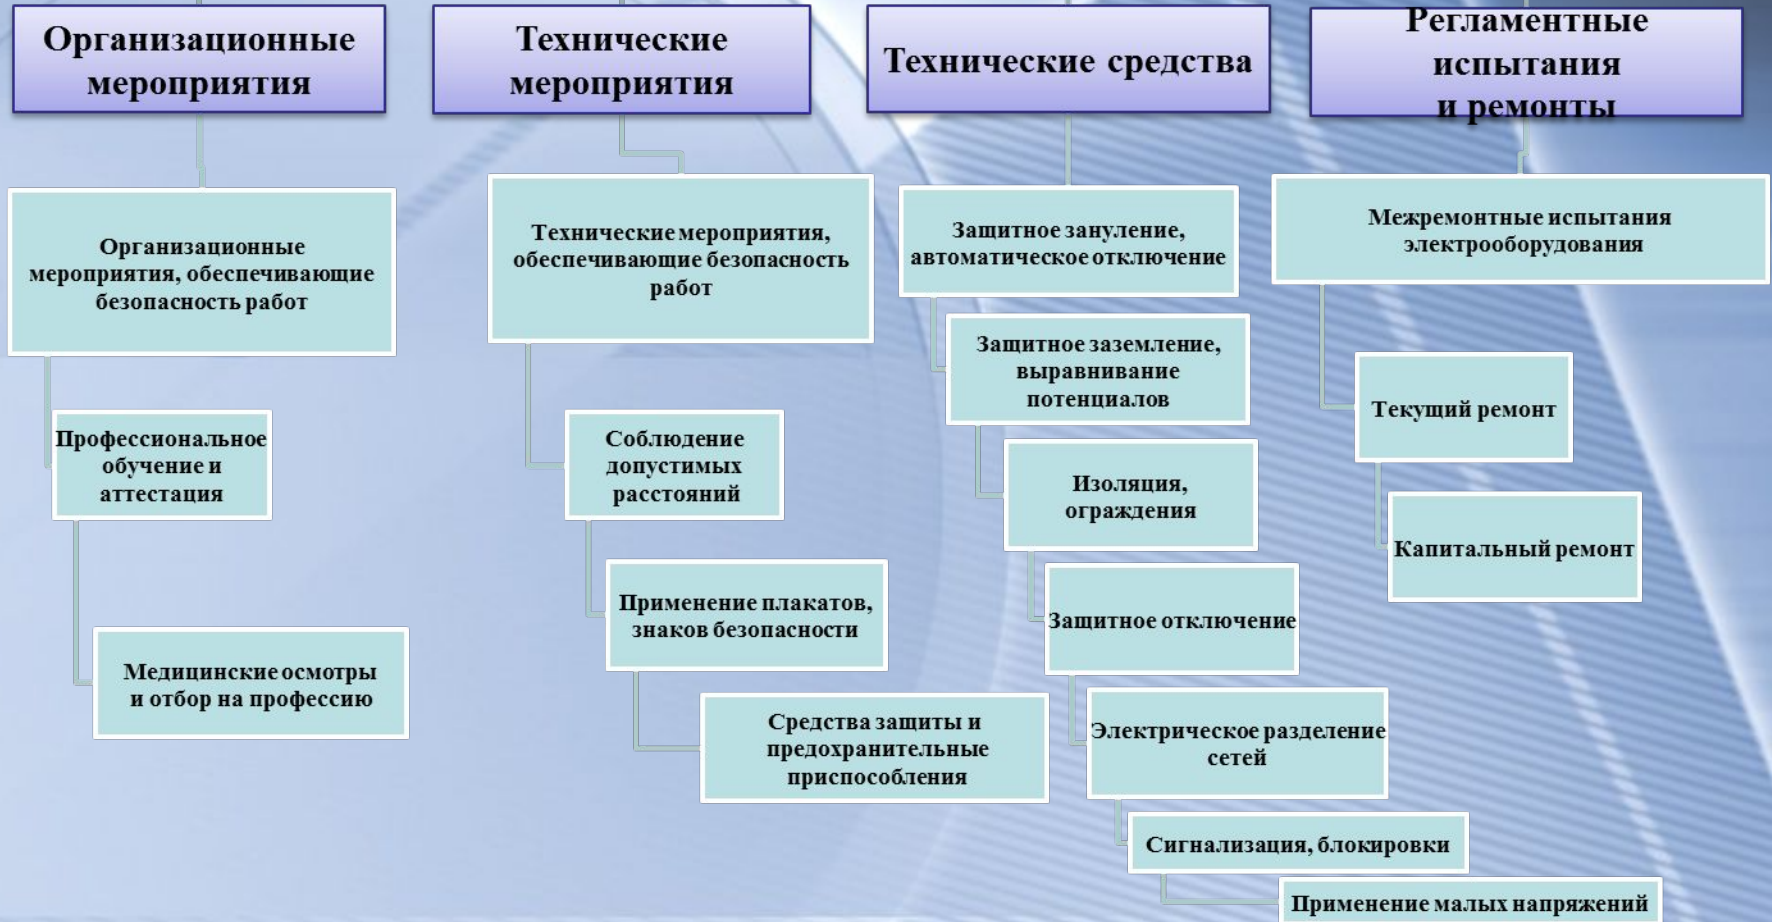 Организационные
мероприятия
Организационные
мероприятия, обеспечивающие
безопасность работ
Профессиональное
обучение и
аттестация
Медицинские осмотры
и отбор на профессию
Технические
мероприятия
Технические мероприятия,
обеспечивающие безопасность
работ
Соблюдение
допустимых
расстояний
Применение плакатов,
знаков безопасности
Средства защиты и
предохранительные
приспособления
Технические средства
Защитное зануление,
автоматическое отключение
Защитное заземление,
выравнивание
потенциалов
Изоляция,
ограждения
Защитное отключение
Электрическое разделение
сетей
Сигнализация, блокировки
Применение малых напряжений
Регламентные
испытания
и ремонты
Межремонтные испытания
электрооборудования
Текущий ремонт
Капитальный ремонт